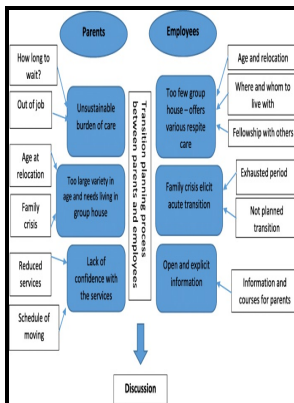 Parents
Employees
How long to
wait?
Out of job
Unsustainable
burden of care
Age at
relocation
Family
crisis
Too large variety in
age and needs living in
group house
Reduced
services
Schedule of
moving
Lack of
confidence with
the services
Transition planning process
between parents and employees
Too few group
house – offers
various respite
care
Age and relocation
Where and whom to
live with
Fellowship with others
Family crisis elicit
acute transition
Exhausted period
Not planned
transition
Open and explicit
information
Information and
courses for parents
Discussion